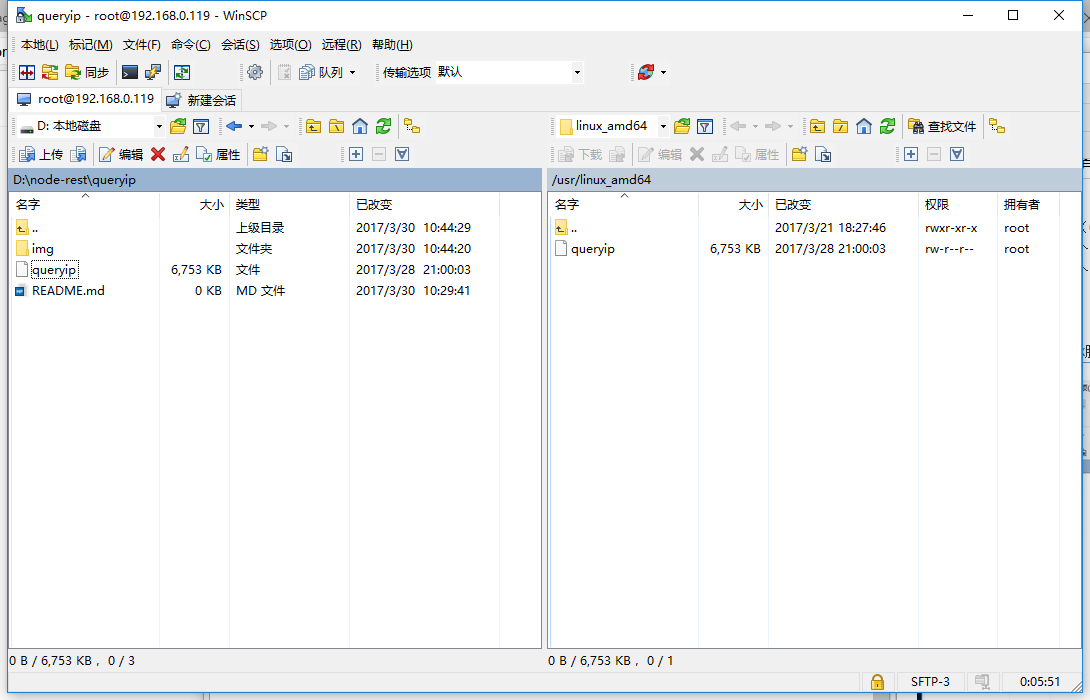 queryip - root@192.168.0.119 - WinSCP
本地(L) 标记(M) 文件(F) 命令(C) 会话(S) 选项(O) 远程(R) 帮助(H)
同步 队列 传输选项 默认
root@192.168.0.119 新建会话
D: 本地磁盘 linux_amd64 查找文件
上传 编辑 属性 下载 编辑 属性
D:\node-rest\queryip /usr/linux_amd64
名字 大小 类型 已改变 名字 大小 已改变 权限 拥有者
.. 上级目录 2017/3/30 10:44:29 .. 2017/3/21 18:27:46 rwxr-xr-x root
img 文件夹 2017/3/30 10:44:20 queryip 6,753 KB 2017/3/28 21:00:03 rw-r--r-- root
queryip 6,753 KB 文件 2017/3/28 21:00:03
README.md 0 KB MD 文件 2017/3/30 10:29:41
0 B / 6,753 KB， 0 / 3 0 B / 6,753 KB， 0 / 1
SFTP-3 0:05:51